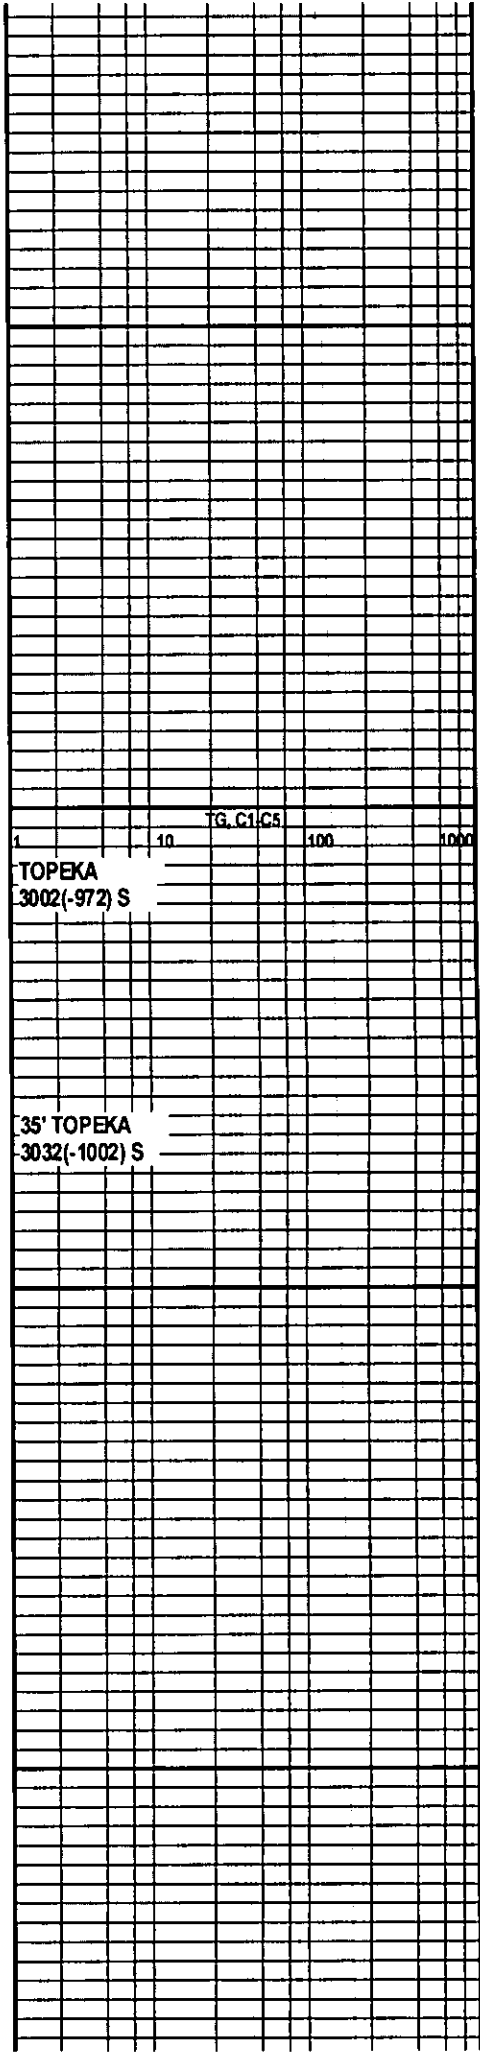 TG, C1-C5
1 10 100 1000
TOPEKA
3002(-972) S
35' TOPEKA
3032(-1002) S